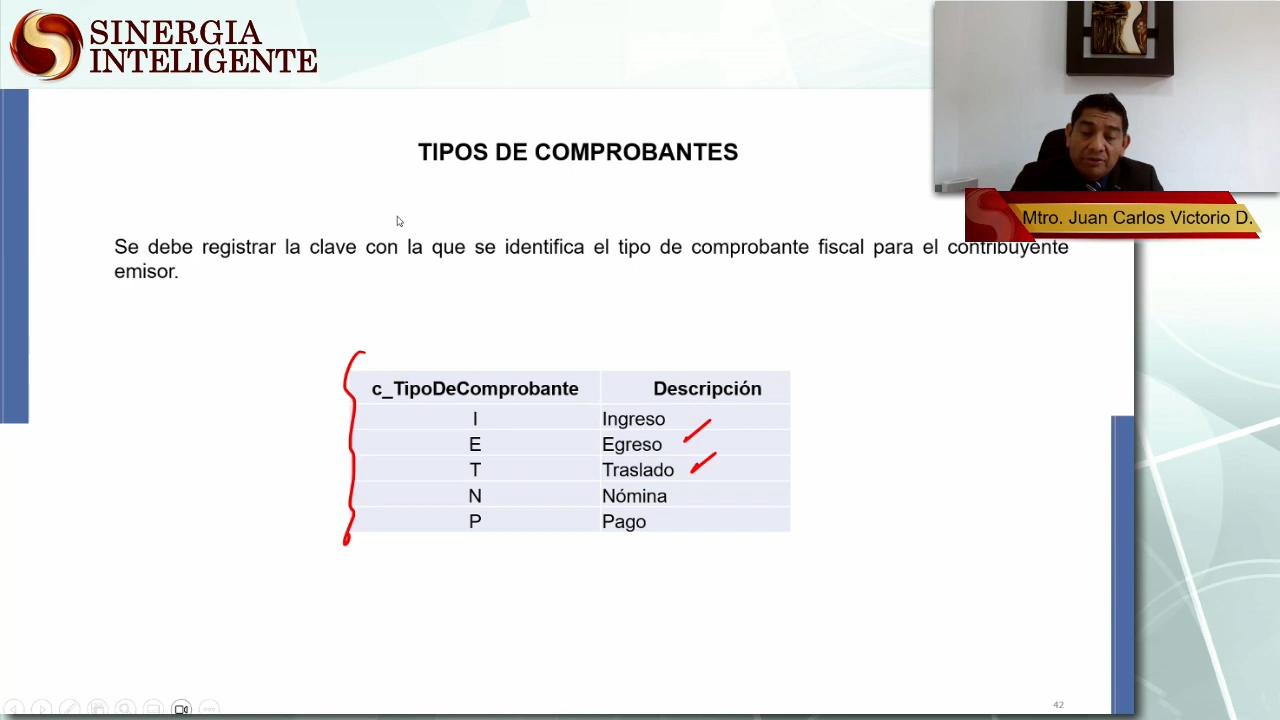 SINERGIA
INTELIGENTE
TIPOS DE COMPROBANTES
Mtro. Juan Carlos Victorio D.
Se debe registrar la clave con la que se identifica el tipo de comprobante fiscal para el contribuyente
emisor.
c_TipoDeComprobante Descripción
I Ingreso
E Egreso
T Traslado
N Nómina
P Pago
42